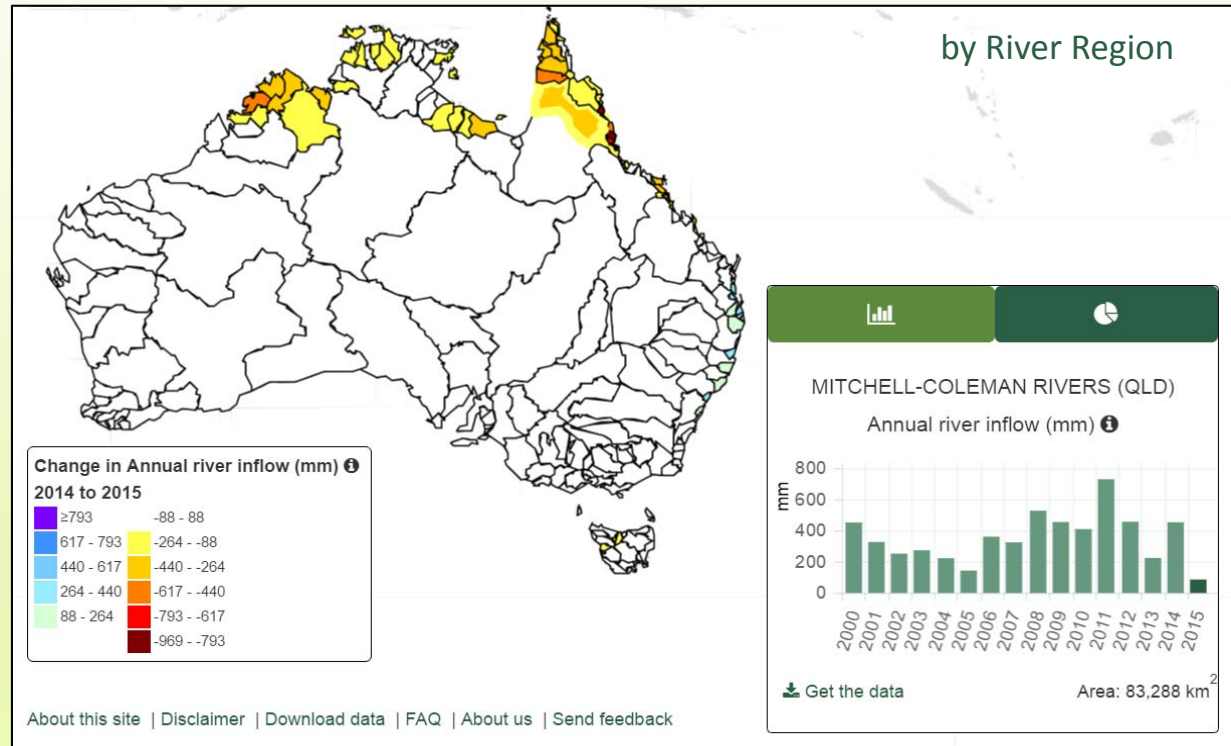 by River Region
MITCHELL-COLEMAN RIVERS (QLD)
Annual river inflow (mm)
mm
800
600
400
200
0
2000 2001 2002 2003 2004 2005 2006 2007 2008 2009 2010 2011 2012 2013 2014 2015
Get the data Area: 83,288 km2
Change in Annual river inflow (mm)
2014 to 2015
≥793 -88 - 88
617 - 793 -264 - -88
440 - 617 -440 - -264
264 - 440 -617 - -440
88 - 264 -793 - -617
-969 - -793
About this site | Disclaimer | Download data | FAQ | About us | Send feedback